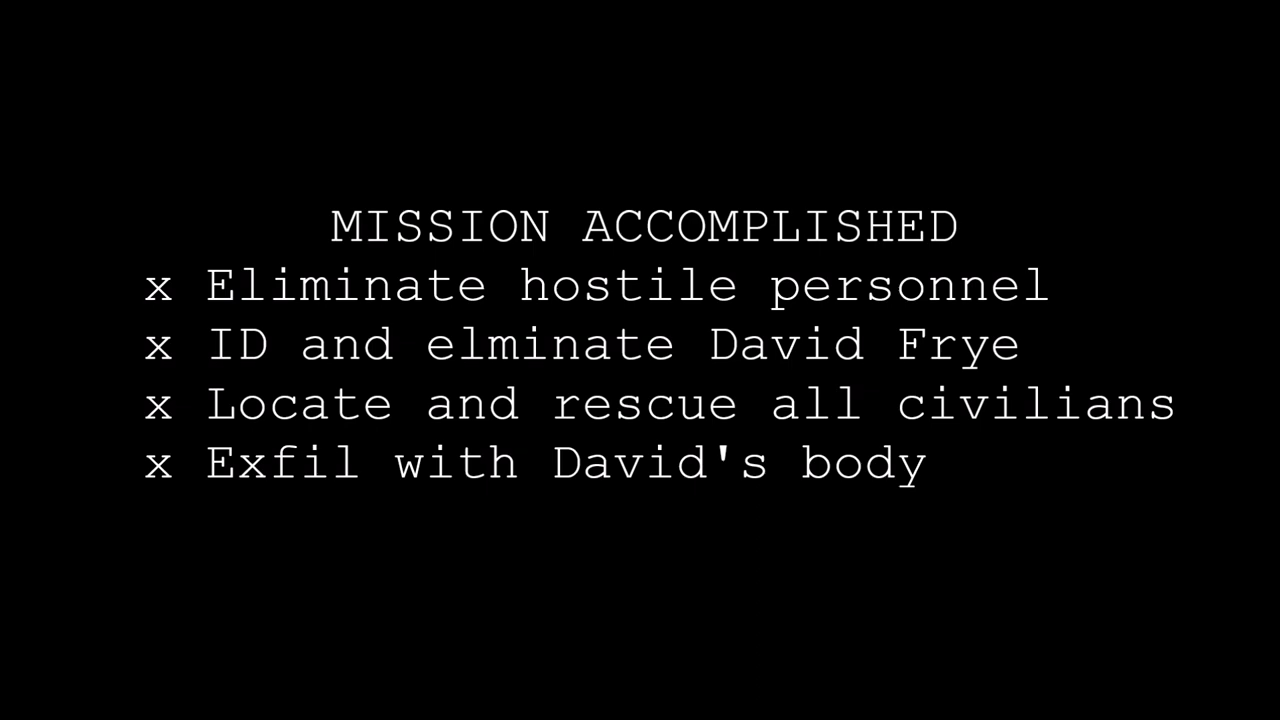 MISSION ACCOMPLISHED
x Eliminate hostile personnel
x ID and elminate David Frye
x Locate and rescue all civilians
x Exfil with David's body